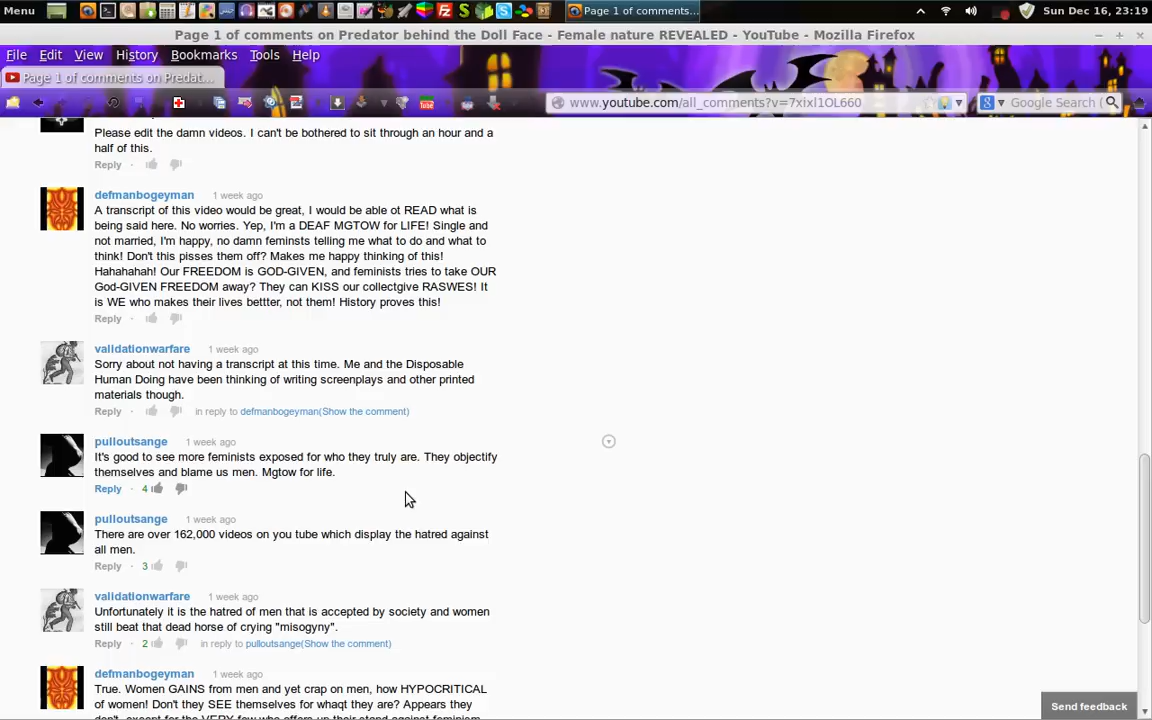 Menu
Page 1 of comments...
Sun Dec 16, 23:19
Page 1 of comments on Predator behind the Doll Face - Female nature REVEALED - YouTube - Mozilla Firefox
File Edit View History Bookmarks Tools Help
Page 1 of comments on Predat...
www.youtube.com/all_comments?v=7xixl1OL660
Google Search (
Please edit the damn videos. I can't be bothered to sit through an hour and a
half of this.
Reply ·
defmanbogeyman 1 week ago
A transcript of this video would be great, I would be able ot READ what is
being said here. No worries. Yep, I'm a DEAF MGTOW for LIFE! Single and
not married, I'm happy, no damn feminsts telling me what to do and what to
think! Don't this pisses them off? Makes me happy thinking of this!
Hahahahah! Our FREEDOM is GOD-GIVEN, and feminists tries to take OUR
God-GIVEN FREEDOM away? They can KISS our collectgive RASWES! It
is WE who makes their lives bettter, not them! History proves this!
Reply ·
validationwarfare 1 week ago
Sorry about not having a transcript at this time. Me and the Disposable
Human Doing have been thinking of writing screenplays and other printed
materials though.
Reply · in reply to defmanbogeyman(Show the comment)
pulloutsange 1 week ago
It's good to see more feminists exposed for who they truly are. They objectify
themselves and blame us men. Mgtow for life.
Reply · 4
pulloutsange 1 week ago
There are over 162,000 videos on you tube which display the hatred against
all men.
Reply · 3
validationwarfare 1 week ago
Unfortunately it is the hatred of men that is accepted by society and women
still beat that dead horse of crying "misogyny".
Reply · 2 in reply to pulloutsange(Show the comment)
defmanbogeyman 1 week ago
True. Women GAINS from men and yet crap on men, how HYPOCRITICAL
of women! Don't they SEE themselves for whaqt they are? Appears they
don't, except for the VERY few who offers up their stand against feminism
Send feedback